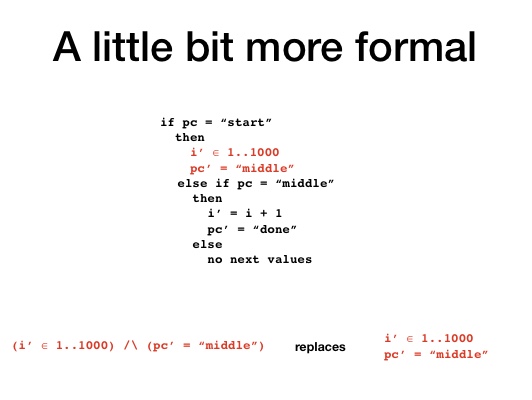 A little bit more formal
if pc = “start”
then
i’ ∈ 1..1000
pc’ = “middle”
else if pc = “middle”
then
i’ = i + 1
pc’ = “done”
else
no next values
(i’ ∈ 1..1000) /\ (pc’ = “middle”) replaces i’ ∈ 1..1000
pc’ = “middle”